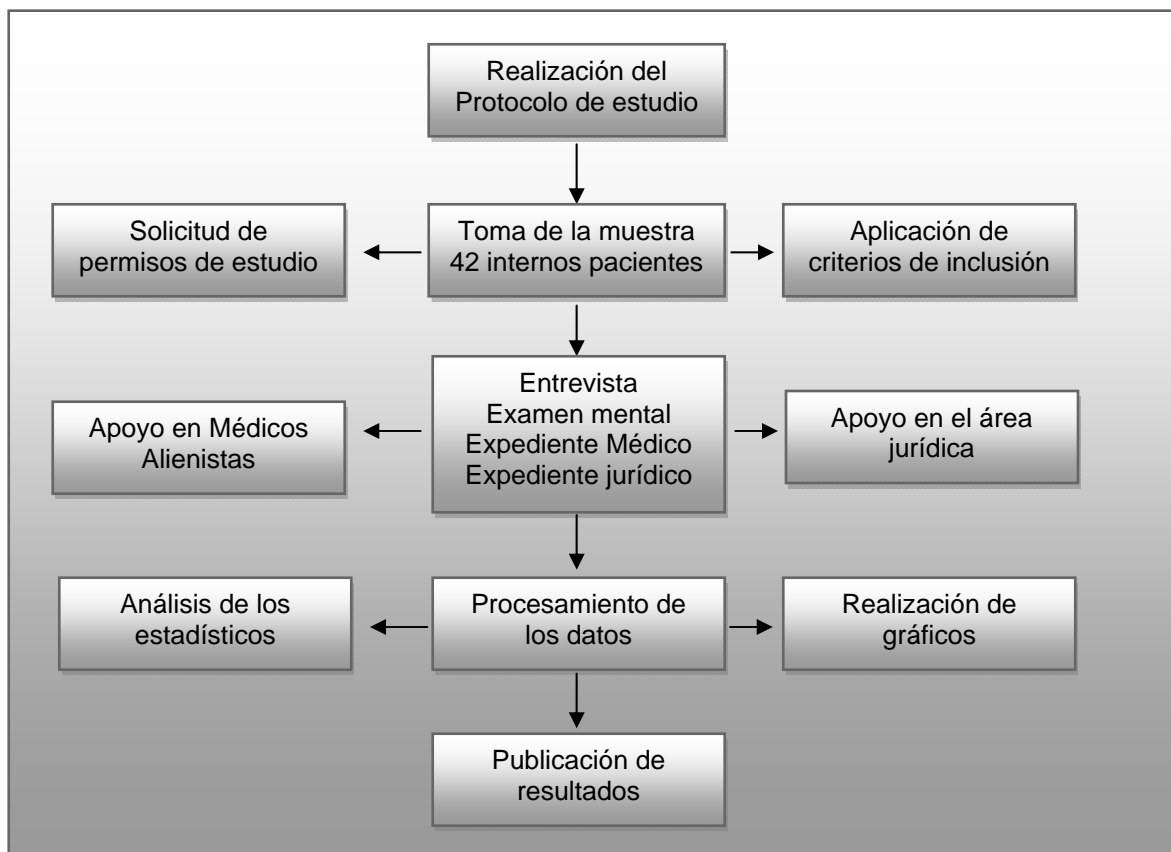 Realización del
Protocolo de estudio
Solicitud de
permisos de estudio
Toma de la muestra
42 internos pacientes
Aplicación de
criterios de inclusión
Apoyo en Médicos
Alienistas
Entrevista
Examen mental
Expediente Médico
Expediente jurídico
Apoyo en el área
jurídica
Análisis de los
estadísticos
Procesamiento de
los datos
Realización de
gráficos
Publicación de
resultados